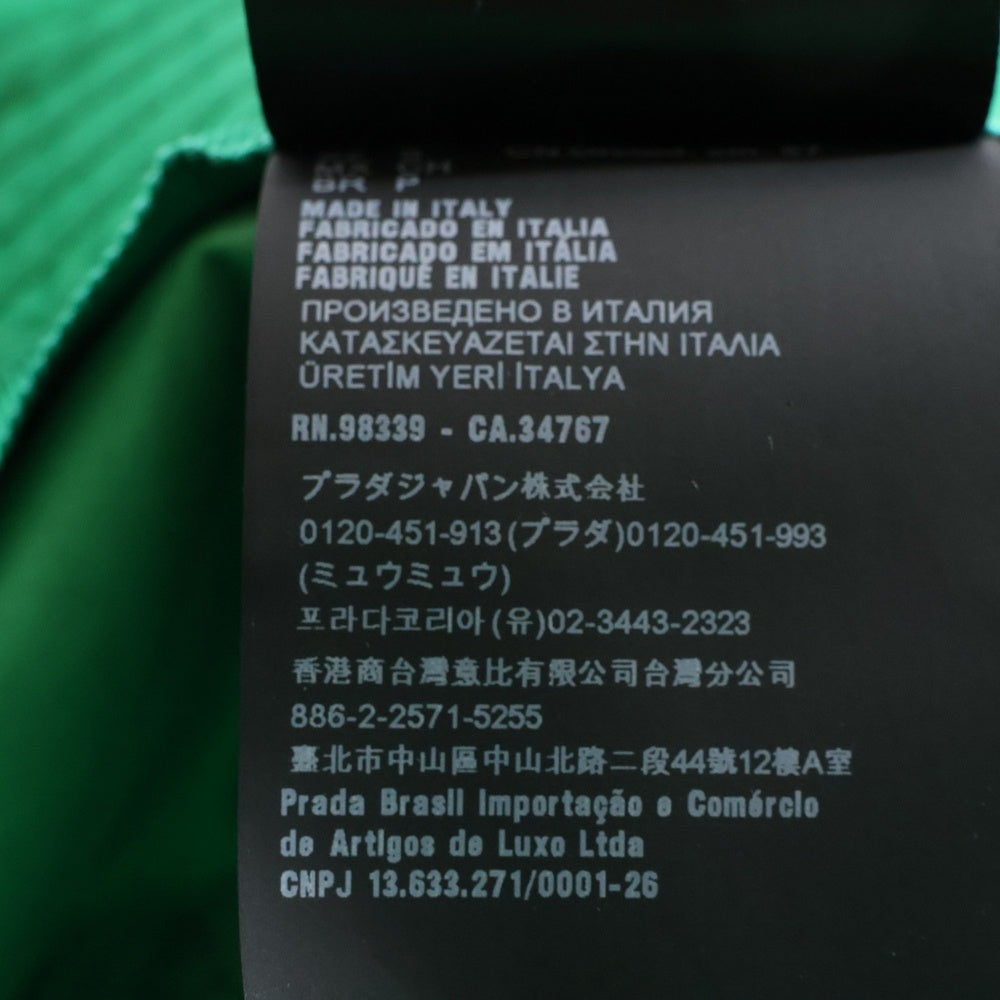 BR P
MADE IN ITALY
FABRICADO EN ITALIA
FABRICADO EM ITÁLIA
FABRIQUÉ EN ITALIE
ПРОИЗВЕДЕНО В ИТАЛИЯ
ΚΑΤΑΣΚΕΥΑΖΕΤΑΙ ΣΤΗΝ ΙΤΑΛΙΑ
ÜRETİM YERİ İTALYA
RN.98339 - CA.34767
プラダジャパン株式会社
0120-451-913(プラダ)0120-451-993
(ミュウミュウ)
프라다코리아(유)02-3443-2323
香港商台灣意比有限公司台灣分公司
886-2-2571-5255
臺北市中山區中山北路二段44號12樓A室
Prada Brasil Importação e Comércio
de Artigos de Luxo Ltda
CNPJ 13.633.271/0001-26